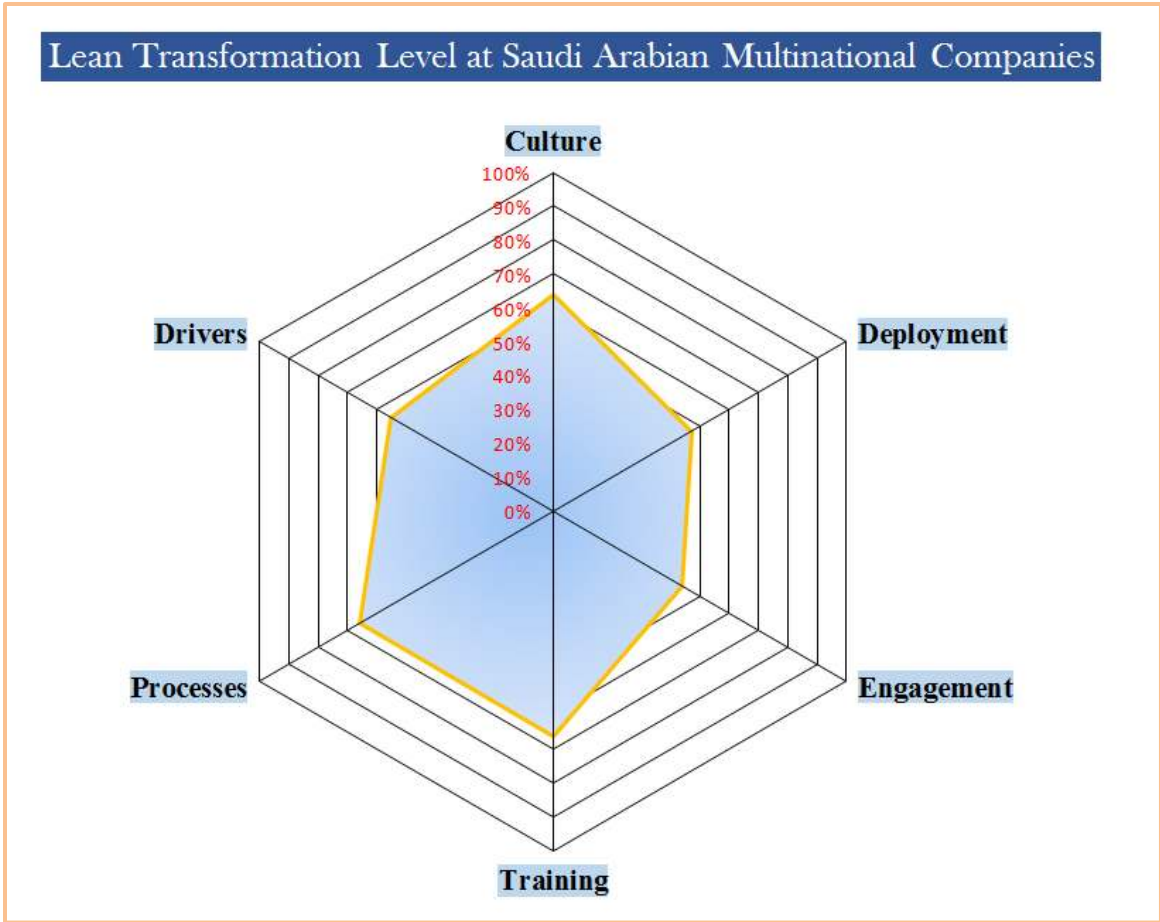 Lean Transformation Level at Saudi Arabian Multinational Companies
Culture
100%
90%
80%
70%
60%
50%
40%
30%
20%
10%
0%
Drivers
Deployment
Processes
Engagement
Training